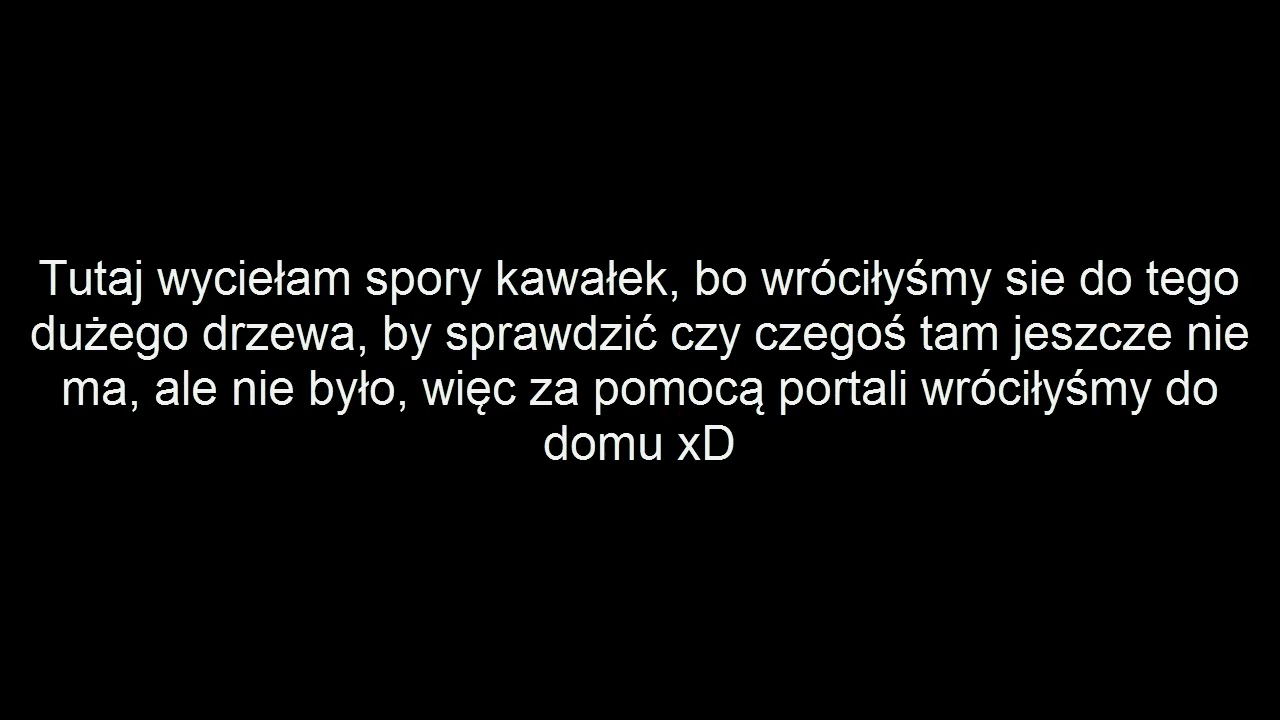 Tutaj wyciełam spory kawałek, bo wróciłyśmy sie do tego
dużego drzewa, by sprawdzić czy czegoś tam jeszcze nie
ma, ale nie było, więc za pomocą portali wróciłyśmy do
domu xD